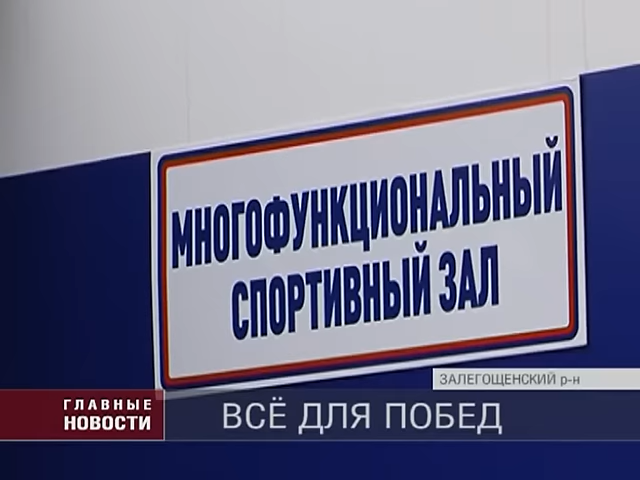 МНОГОФУНКЦИОНАЛЬНЫЙ
СПОРТИВНЫЙ ЗАЛ
ЗАЛЕГОЩЕНСКИЙ р-н
ГЛАВНЫЕ
НОВОСТИ
ВСЁ ДЛЯ ПОБЕД